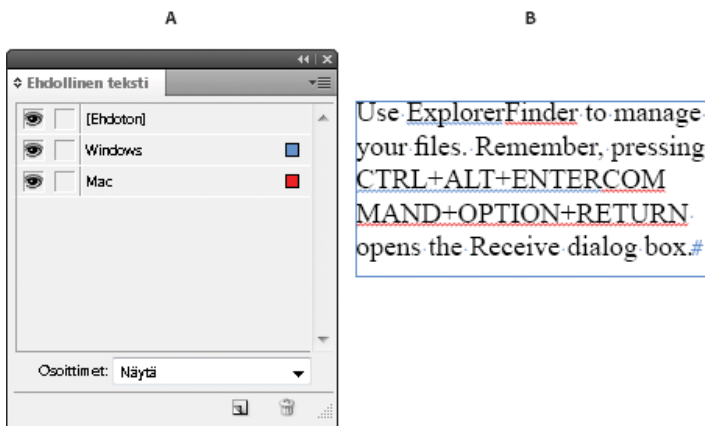 A
B
Ehdollinen teksti
[Ehdoton]
Windows
Mac
Osoittimet: Näytä
Use ExplorerFinder to manage
your files. Remember, pressing
CTRL+ALT+ENTERCOM
MAND+OPTION+RETURN
opens the Receive dialog box.#